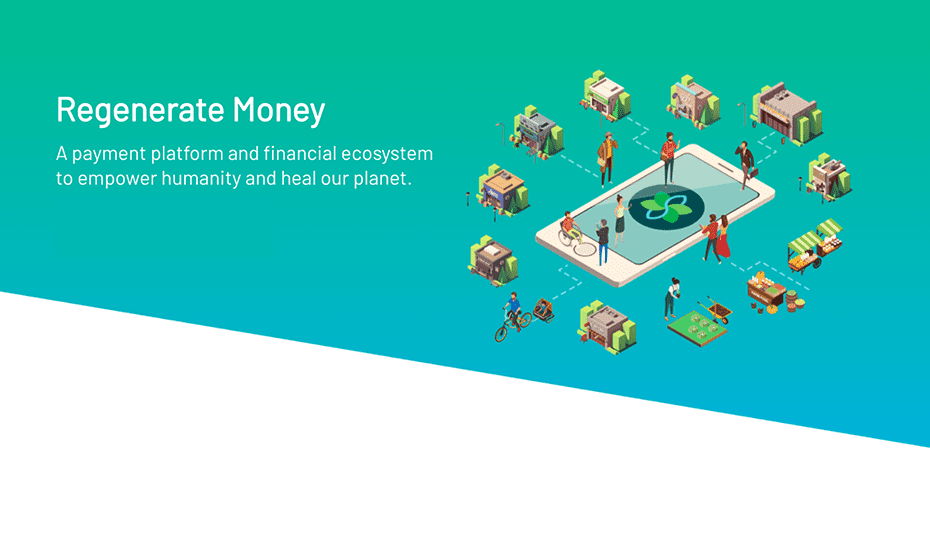 Regenerate Money
A payment platform and financial ecosystem
to empower humanity and heal our planet.